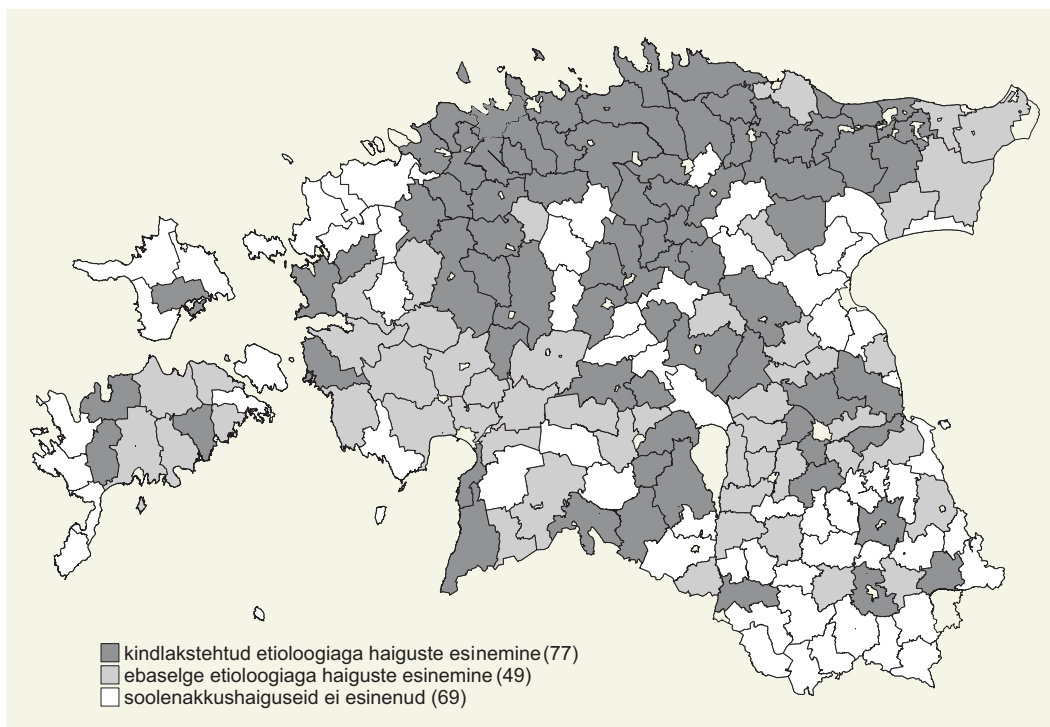 kindlakstehtud etioloogiaga haiguste esinemine (77)
ebaselge etioloogiaga haiguste esinemine (49)
soolenakkushaiguseid ei esinenud (69)